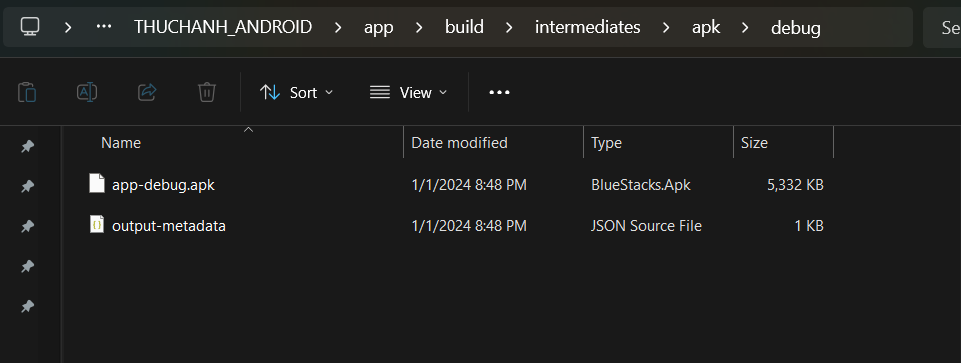 THUCHANH_ANDROID > app > build > intermediates > apk > debug Se
Sort View
Name Date modified Type Size
app-debug.apk 1/1/2024 8:48 PM BlueStacks.Apk 5,332 KB
output-metadata 1/1/2024 8:48 PM JSON Source File 1 KB